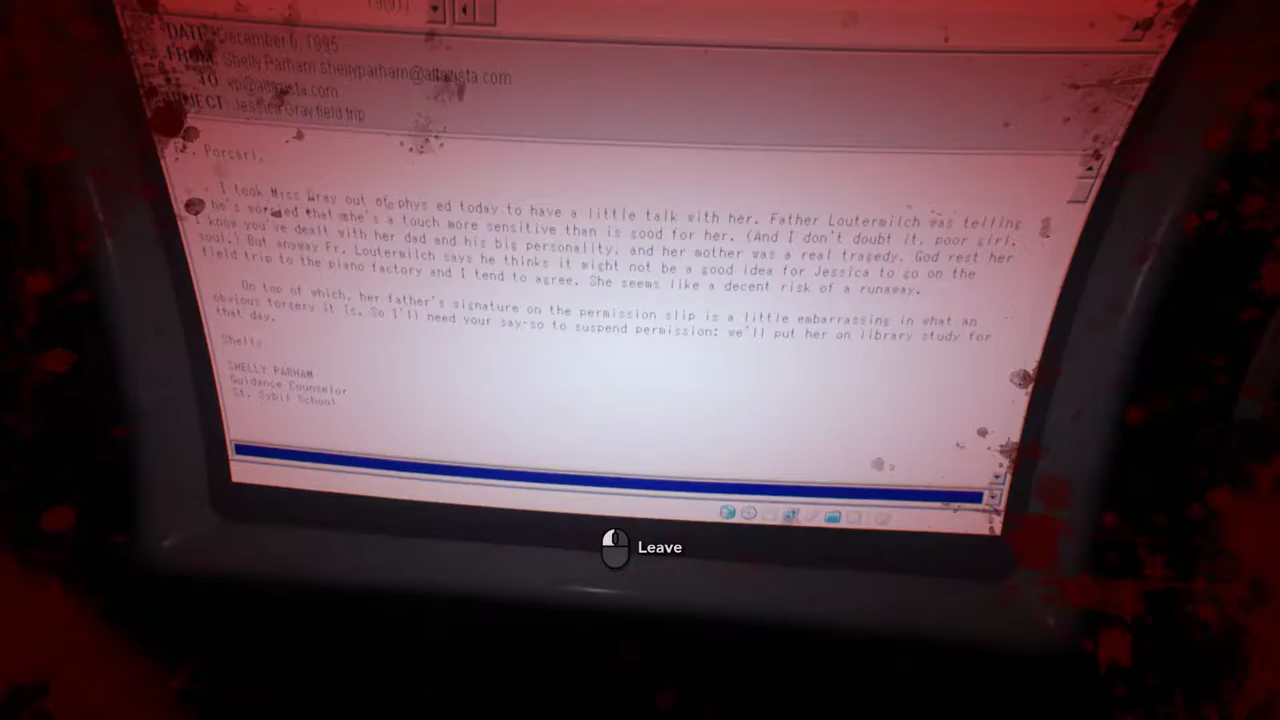 DATE: December 6, 1995
FROM: Shelly Parham shellyparham@altavista.com
TO vp@altavista.com
JECT: Jessica Gray field trip
Porcari,
I took Miss Gray out of phys ed today to have a little talk with her. Father Loutermilch was telling
he's worried that she's a touch more sensitive than is good for her. (And I don't doubt it, poor girl.
I know you've dealt with her dad and his big personality, and her mother was a real tragedy. God rest her
soul.) But anyway Fr. Loutermilch says he thinks it might not be a good idea for Jessica to go on the
field trip to the piano factory and I tend to agree. She seems like a decent risk of a runaway.
On top of which, her father's signature on the permission slip is a little embarrassing in what an
obvious forgery it is. So I'll need your say-so to suspend permission; we'll put her on library study for
that day.
Shelly
SHELLY PARHAM
Guidence Counselor
St. Sybil School
Leave